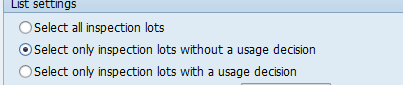 List settings
Select all inspection lots
Select only inspection lots without a usage decision
Select only inspection lots with a usage decision